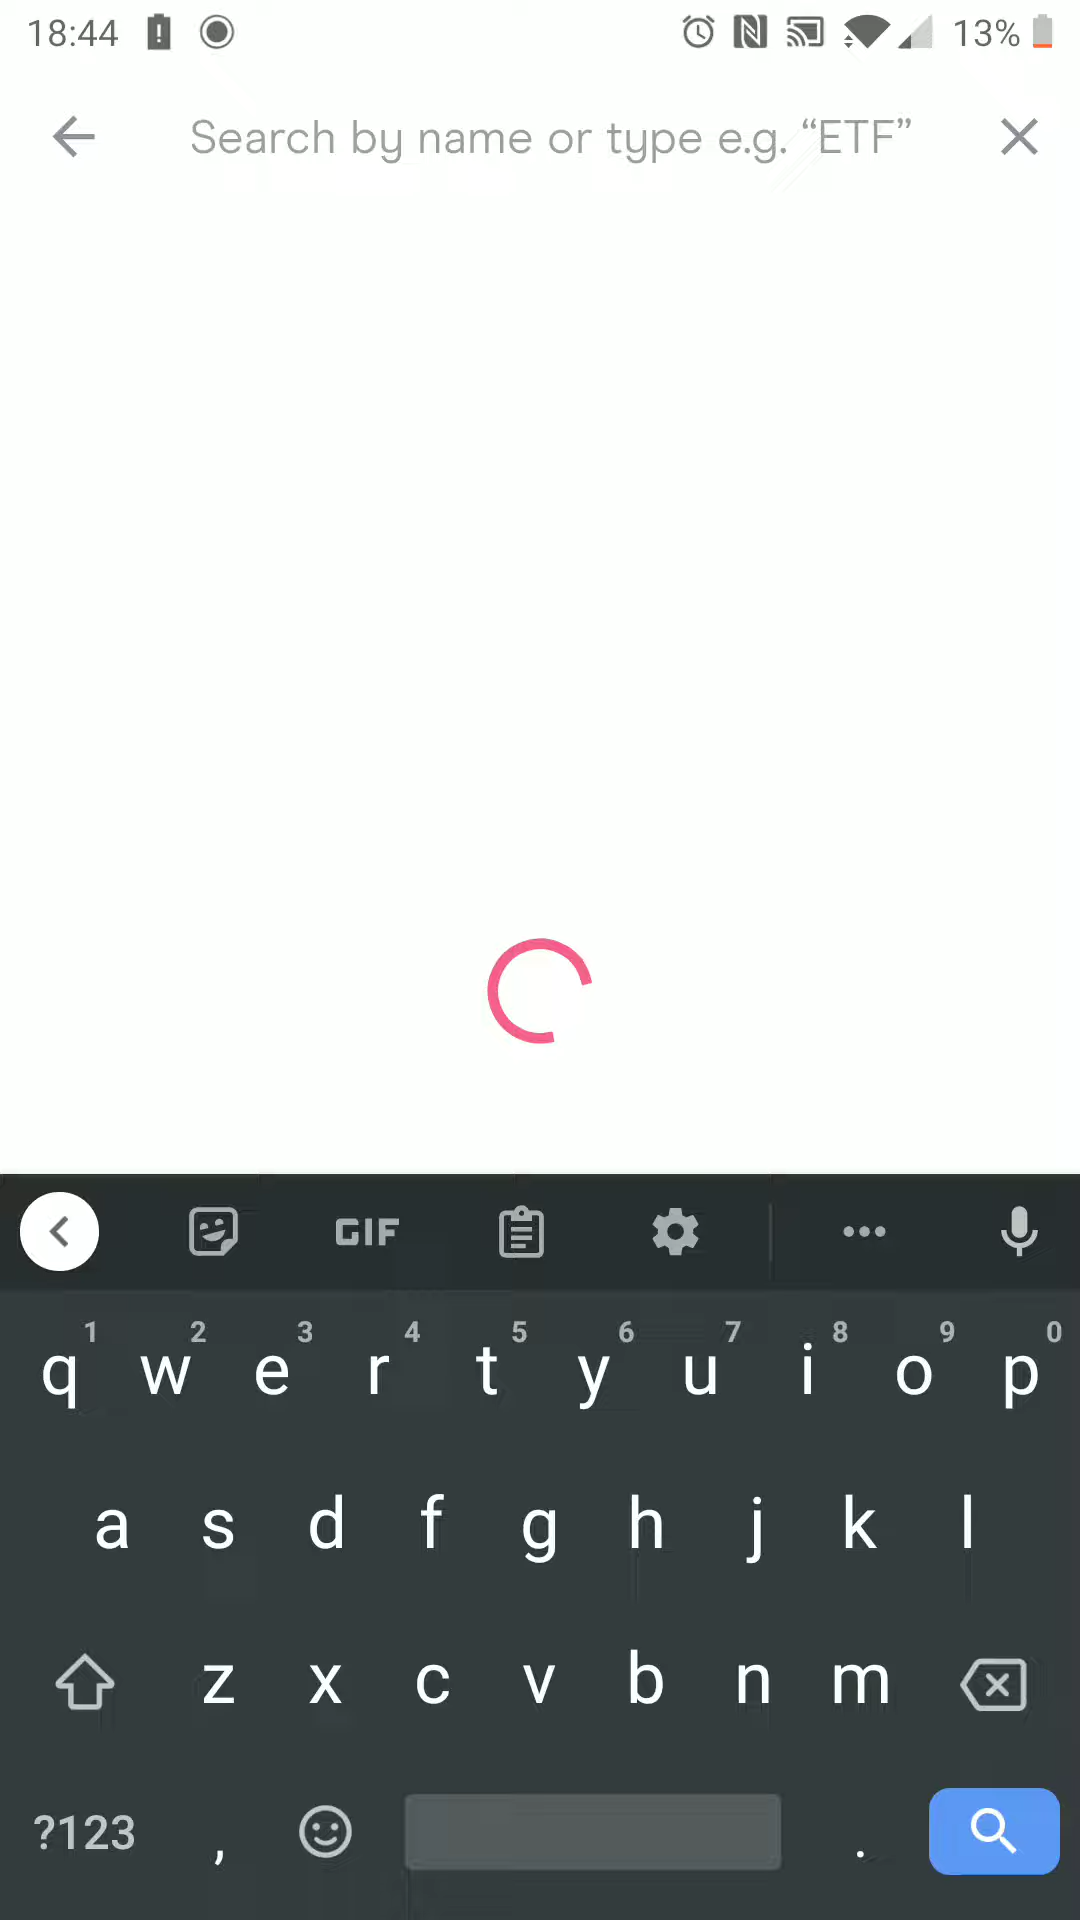 18:44
13%
Search by name or type e.g. “ETF”
GIF
1 2 3 4 5 6 7 8 9 0
q w e r t y u i o p
a s d f g h j k l
z x c v b n m
?123 , .